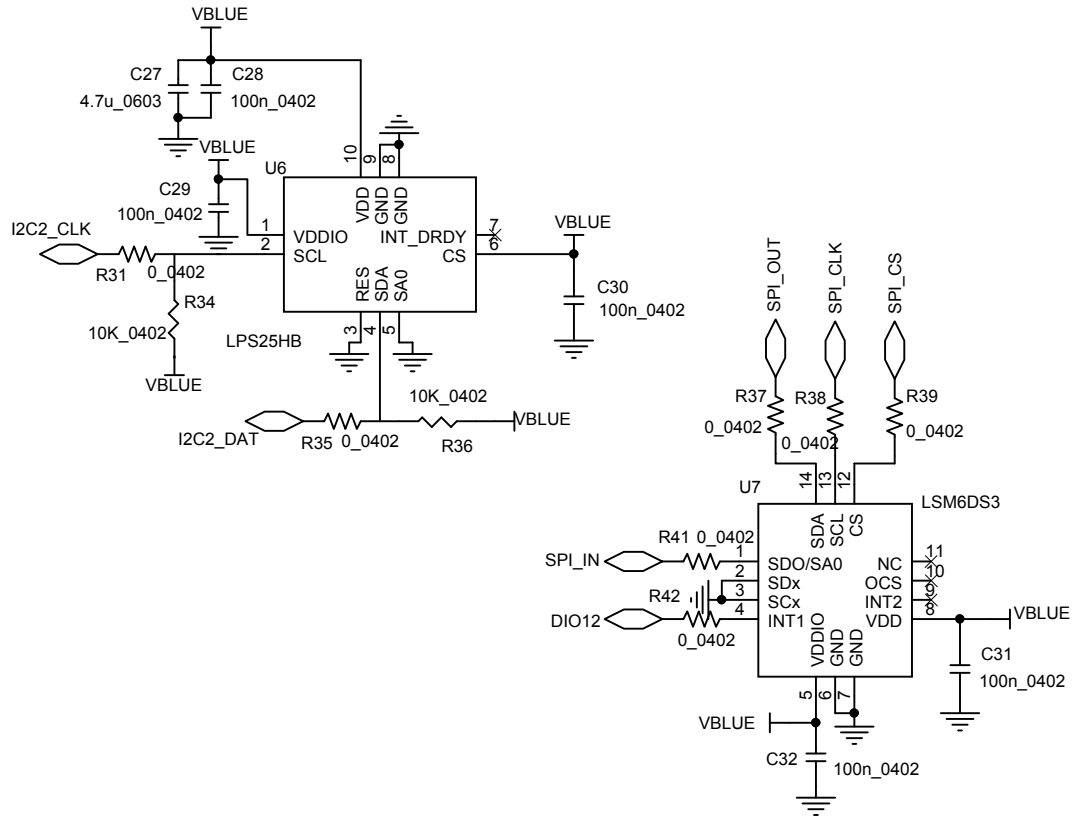 VBLUE
C27
C28
4.7u_0603
100n_0402
VBLUE
U6
10
9
8
C29
100n_0402
VDD
GND
GND
I2C2_CLK
1
VDDIO
INT_DRDY
7
2
SCL
CS
6
VBLUE
R31
0_0402
R34
10K_0402
VBLUE
RES
SDA
SA0
3
4
5
LPS25HB
C30
100n_0402
I2C2_DAT
R35
0_0402
10K_0402
R36
VBLUE
SPI_OUT
SPI_CLK
SPI_CS
R37
0_0402
R38
0_0402
R39
0_0402
U7
14
13
12
LSM6DS3
SDA
SCL
CS
SPI_IN
R41
0_0402
1
SDO/SA0
NC
11
2
SDx
OCS
10
R42
3
SCx
INT2
9
DIO12
0_0402
4
INT1
VDD
8
VBLUE
VDDIO
GND
GND
5
6
7
C31
100n_0402
VBLUE
C32
100n_0402